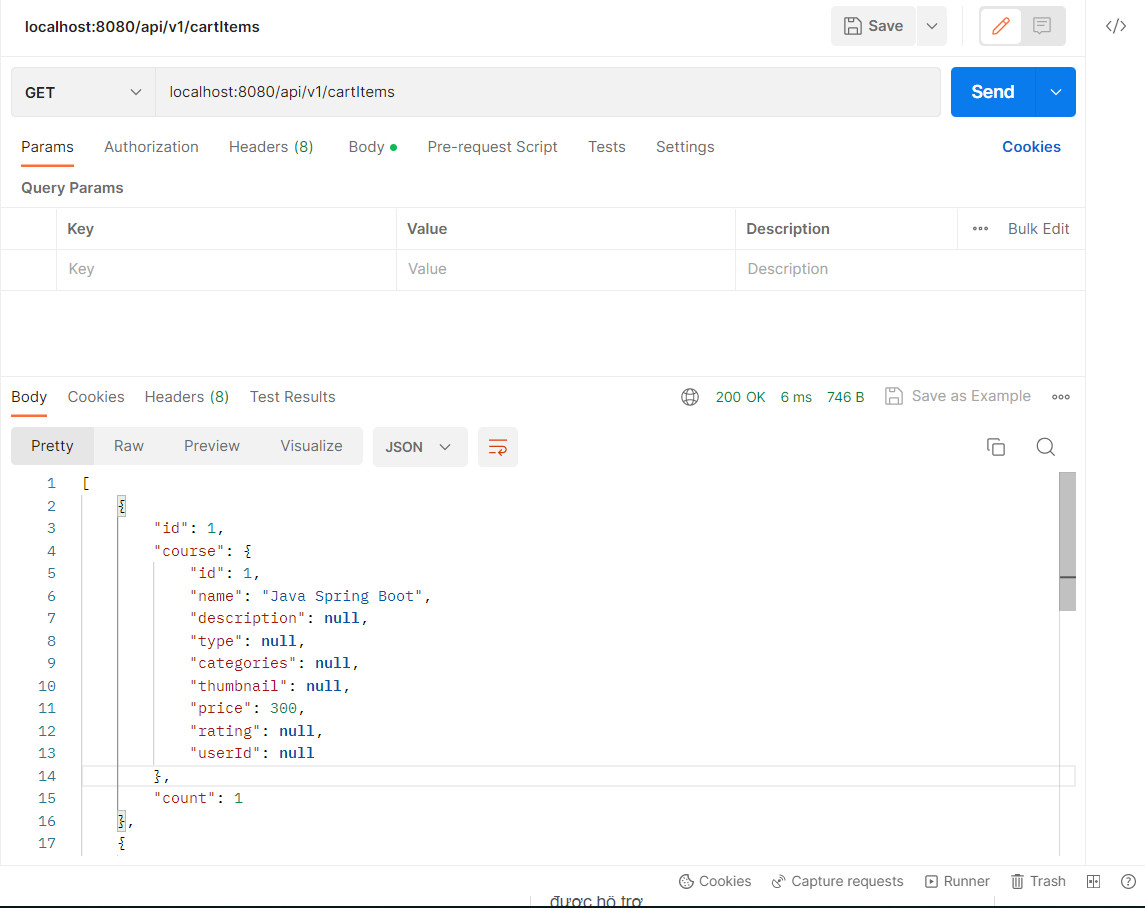 localhost:8080/api/v1/cartItems
Save
</>
GET
localhost:8080/api/v1/cartItems
Send
Params Authorization Headers (8) Body Pre-request Script Tests Settings Cookies
Query Params
Key Value Description Bulk Edit
Key Value Description
Body Cookies Headers (8) Test Results 200 OK 6 ms 746 B Save as Example
Pretty Raw Preview Visualize JSON
1 [
2 {
3 "id": 1,
4 "course": {
5 "id": 1,
6 "name": "Java Spring Boot",
7 "description": null,
8 "type": null,
9 "categories": null,
10 "thumbnail": null,
11 "price": 300,
12 "rating": null,
13 "userId": null
14 },
15 "count": 1
16 },
17 {
Cookies Capture requests Runner Trash
được hỗ trợ